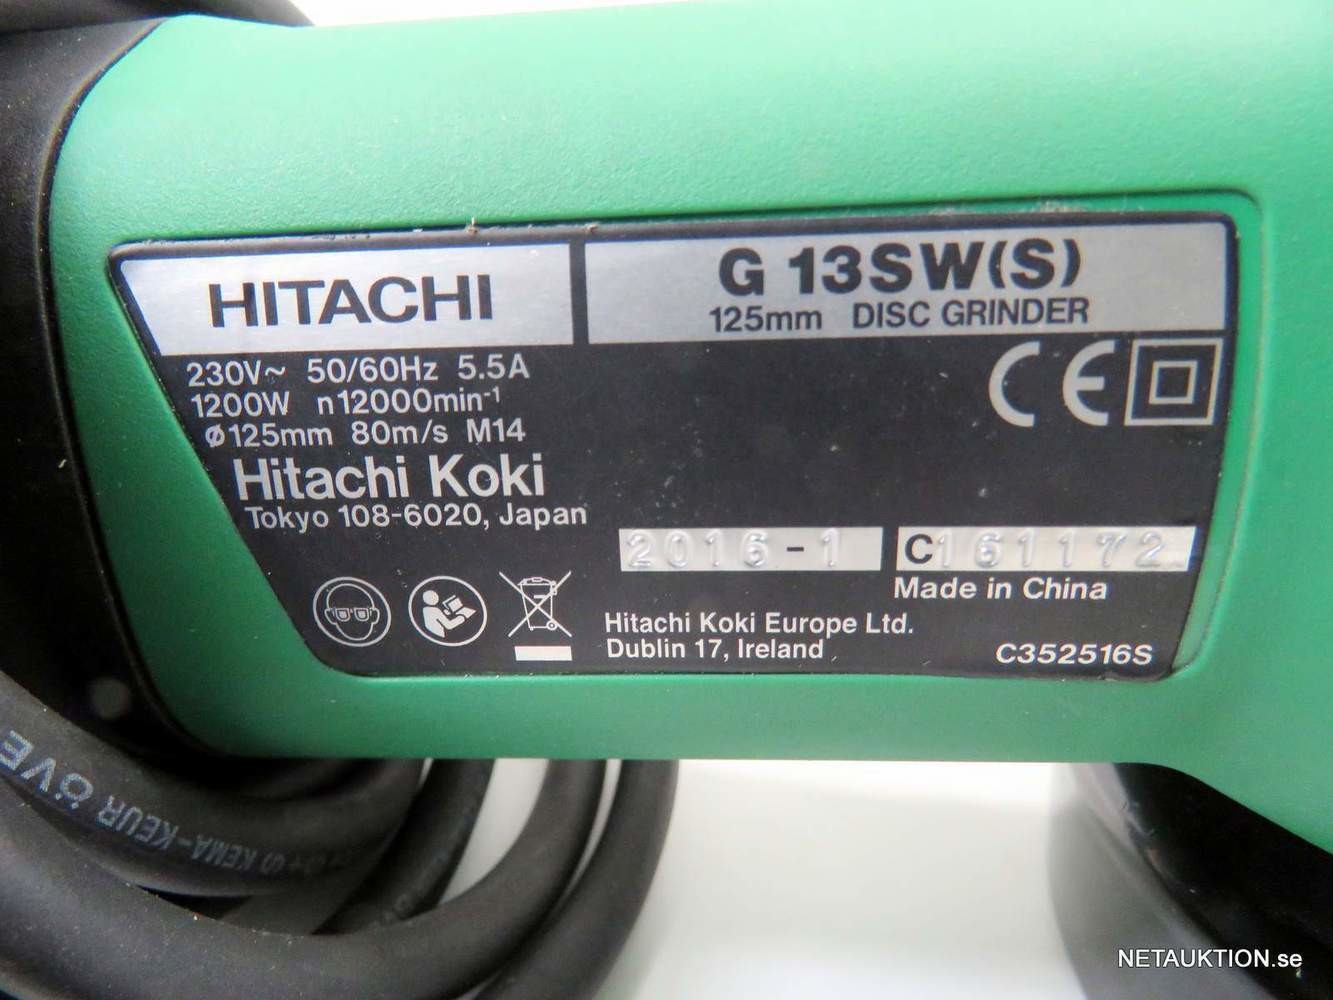 HITACHI
G 13SW(S)
125mm DISC GRINDER
230V~ 50/60Hz 5.5A
1200W n12000min⁻¹
ø125mm 80m/s M14
Hitachi Koki
Tokyo 108-6020, Japan
CE
2016-1
C161172
Made in China
Hitachi Koki Europe Ltd.
Dublin 17, Ireland
C352516S
KEMA-KEUR ÖVE
NETAUKTION.se